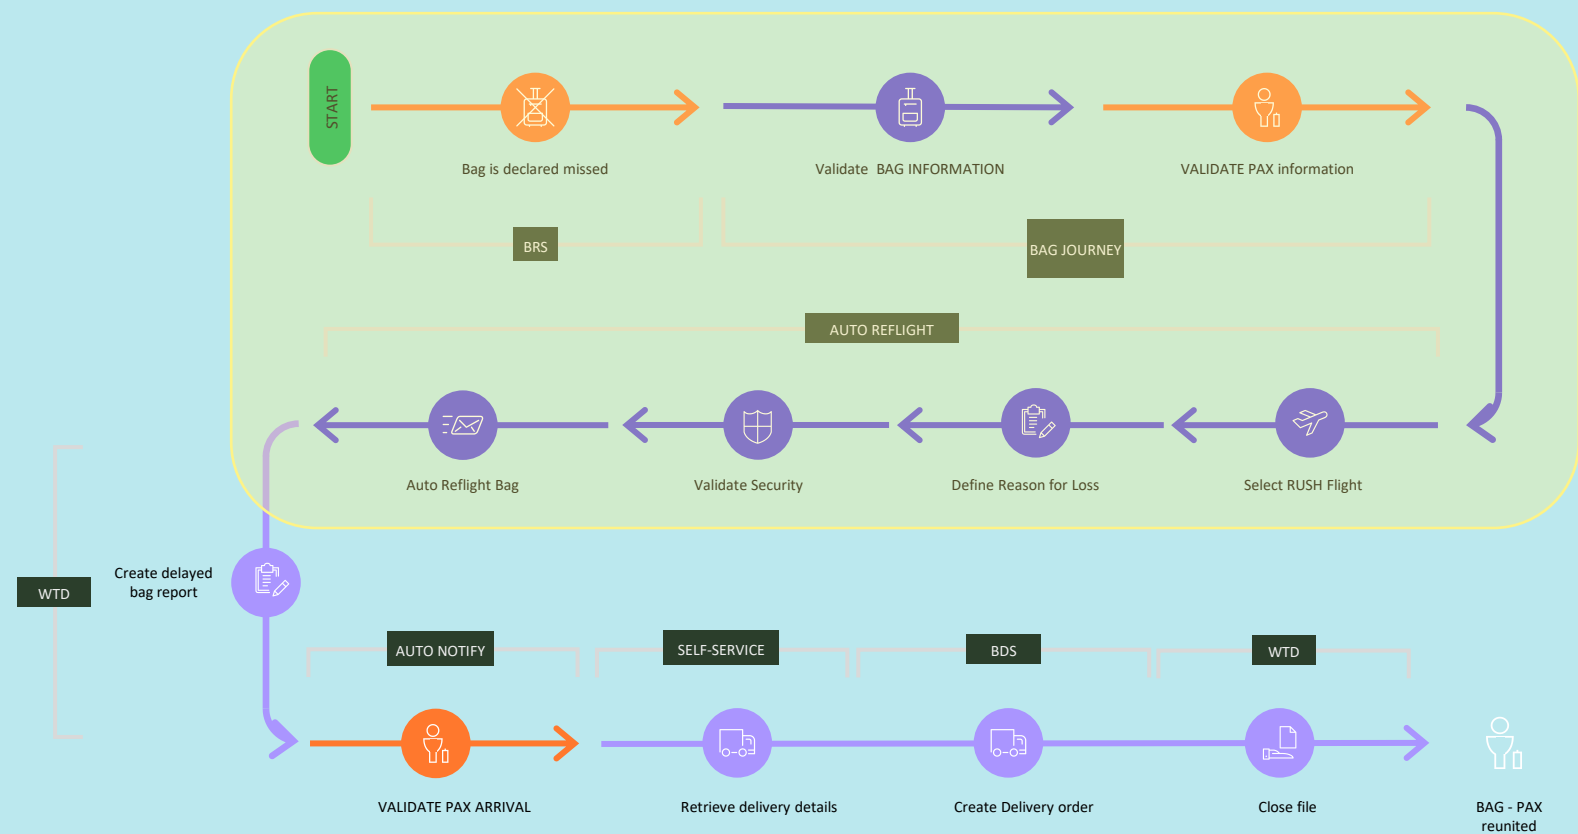 START
Bag is declared missed
Validate BAG INFORMATION
VALIDATE PAX information
BRS
BAG JOURNEY
AUTO REFLIGHT
Auto Reflight Bag
Validate Security
Define Reason for Loss
Select RUSH Flight
WTD
Create delayed
bag report
AUTO NOTIFY
SELF-SERVICE
BDS
WTD
VALIDATE PAX ARRIVAL
Retrieve delivery details
Create Delivery order
Close file
BAG - PAX
reunited